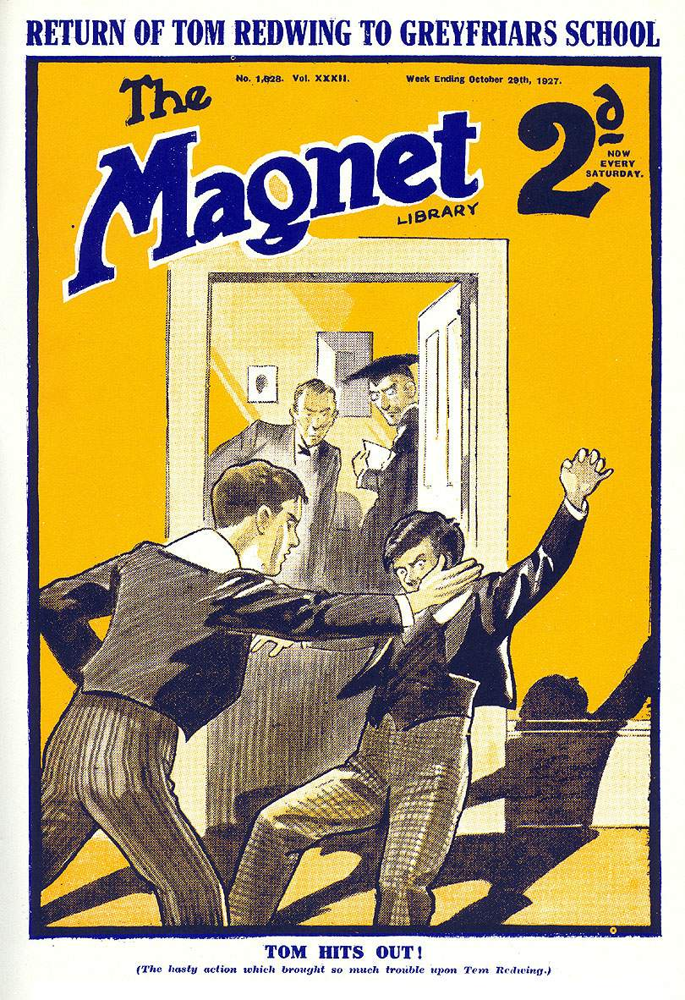 RETURN OF TOM REDWING TO GREYFRIARS SCHOOL
No. 1,028. Vol. XXXII. Week Ending October 29th, 1927.
The
Magnet
LIBRARY
2d
NOW
EVERY
SATURDAY.
TOM HITS OUT!
(The hasty action which brought so much trouble upon Tom Redwing.)